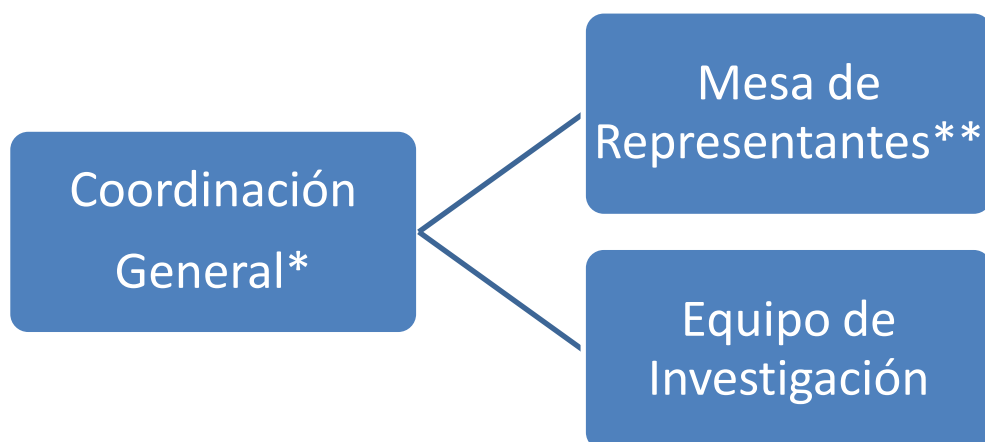 Coordinación
General*
Mesa de
Representantes**
Equipo de
Investigación